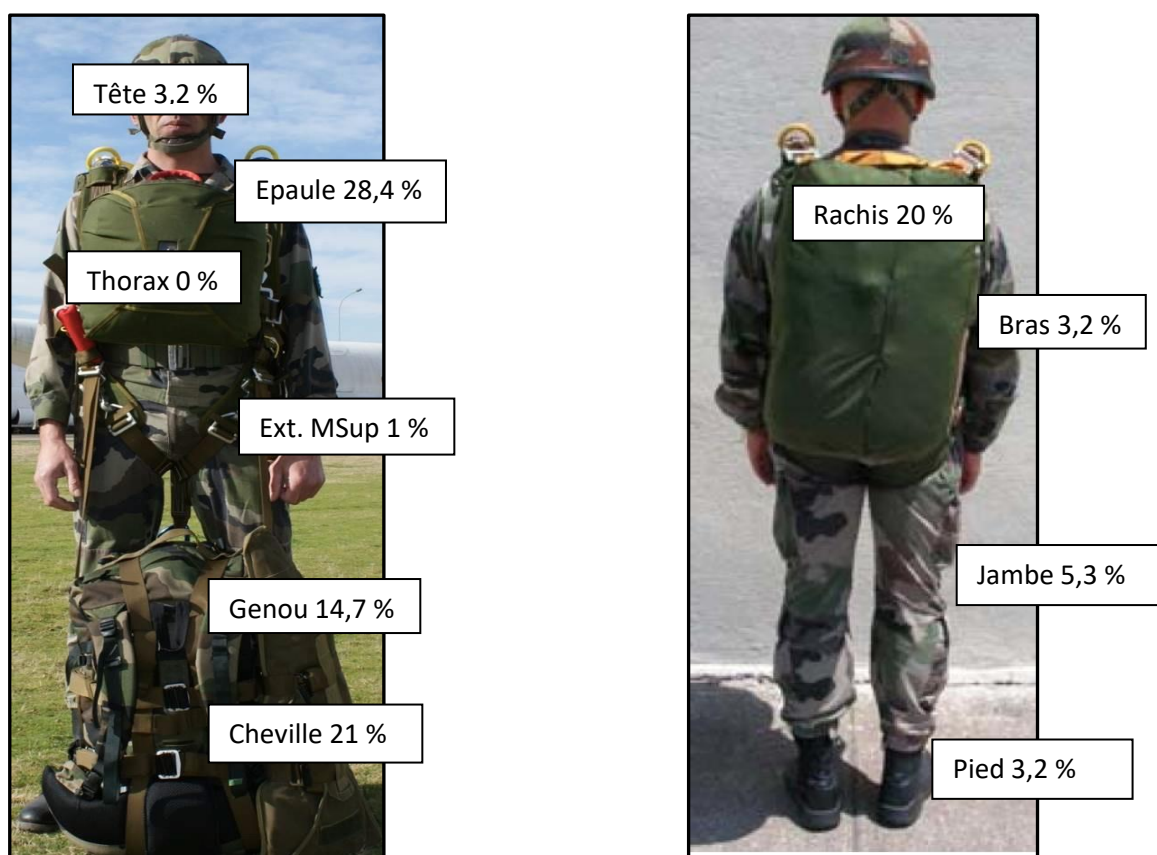 Tête 3,2 %
Epaule 28,4 %
Thorax 0 %
Ext. MSup 1 %
Genou 14,7 %
Cheville 21 %
Rachis 20 %
Bras 3,2 %
Jambe 5,3 %
Pied 3,2 %